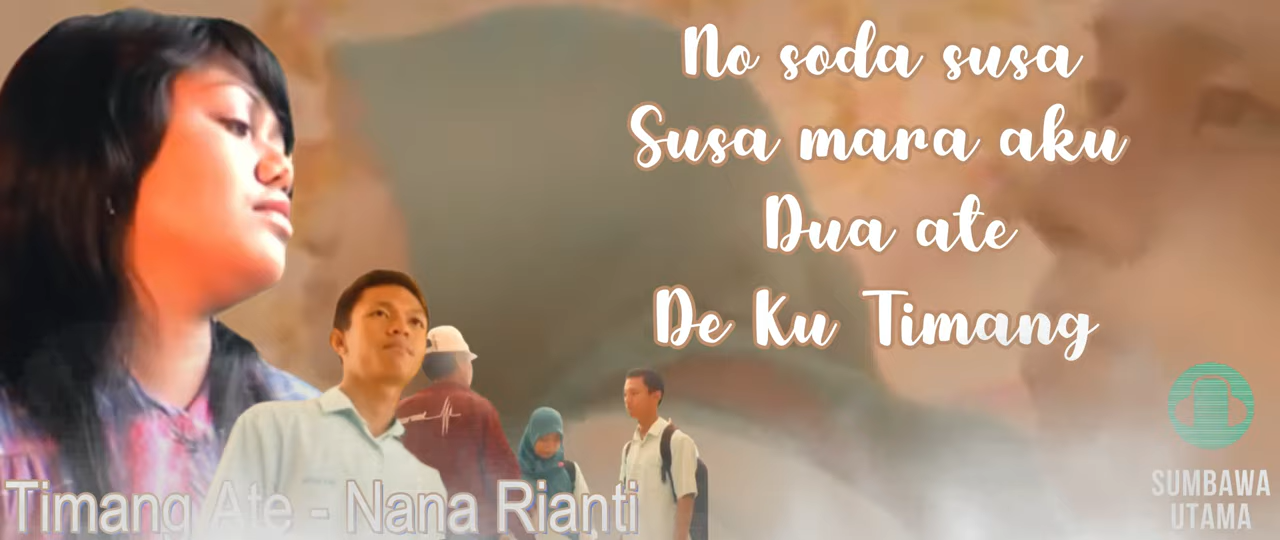 No soda susa
Susa mara aku
Dua ate
De Ku Timang
Timang Ate - Nana Rianti
SUMBAWA
UTAMA